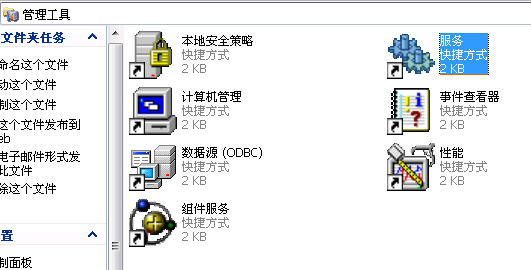 管理工具
文件夹任务
命名这个文件
动这个文件
制这个文件
这个文件发布到
eb
电子邮件形式发
此文件
除这个文件
置
制面板
本地安全策略
快捷方式
2 KB
服务
快捷方式
2 KB
计算机管理
快捷方式
2 KB
事件查看器
快捷方式
2 KB
数据源 (ODBC)
快捷方式
2 KB
性能
快捷方式
2 KB
组件服务
快捷方式
2 KB